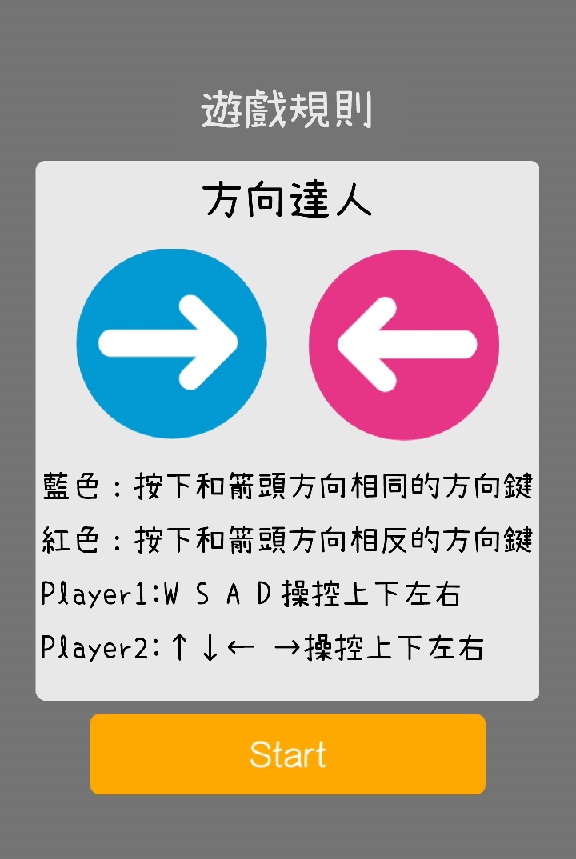 遊戲規則
方向達人
藍色：按下和箭頭方向相同的方向鍵
紅色：按下和箭頭方向相反的方向鍵
Player1:W S A D操控上下左右
Player2:↑↓← →操控上下左右
Start